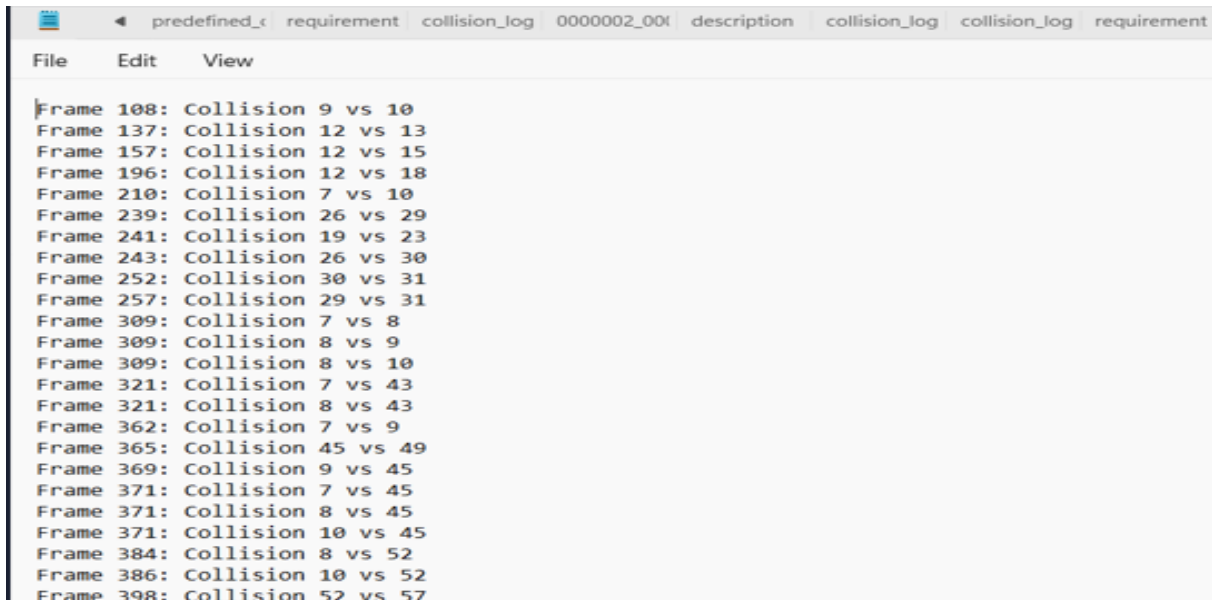 predefined_c requirement collision_log 0000002_00( description collision_log collision_log requirement
File Edit View
Frame 108: Collision 9 vs 10
Frame 137: Collision 12 vs 13
Frame 157: Collision 12 vs 15
Frame 196: Collision 12 vs 18
Frame 210: Collision 7 vs 10
Frame 239: Collision 26 vs 29
Frame 241: Collision 19 vs 23
Frame 243: Collision 26 vs 30
Frame 252: Collision 30 vs 31
Frame 257: Collision 29 vs 31
Frame 309: Collision 7 vs 8
Frame 309: Collision 8 vs 9
Frame 309: Collision 8 vs 10
Frame 321: Collision 7 vs 43
Frame 321: Collision 8 vs 43
Frame 362: Collision 7 vs 9
Frame 365: Collision 45 vs 49
Frame 369: Collision 9 vs 45
Frame 371: Collision 7 vs 45
Frame 371: Collision 8 vs 45
Frame 371: Collision 10 vs 45
Frame 384: Collision 8 vs 52
Frame 386: Collision 10 vs 52
Frame 398: Collision 52 vs 57